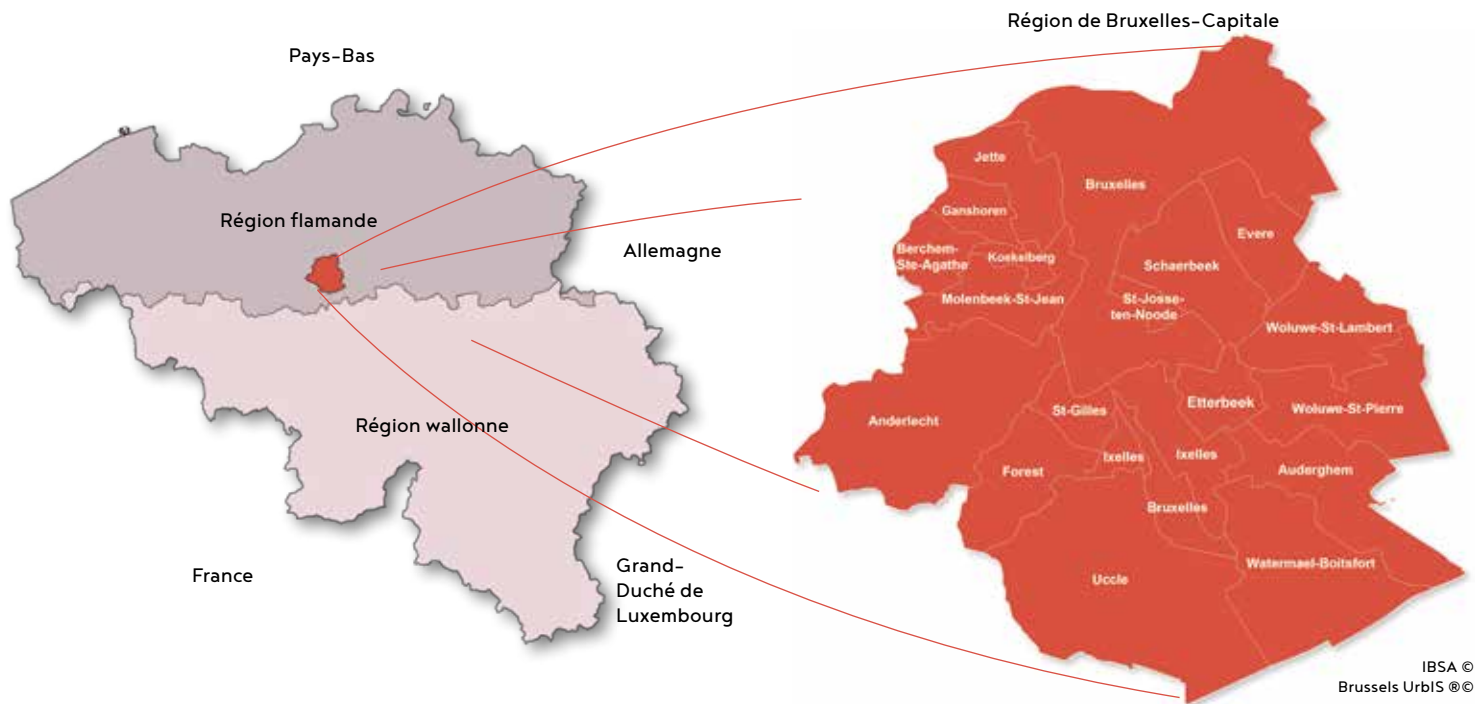 Région de Bruxelles-Capitale
Pays-Bas
Région flamande
Allemagne
Région wallonne
France
Grand-
Duché de
Luxembourg
Jette
Bruxelles
Ganshoren
Evere
Berchem-
Ste-Agathe
Koekelberg
Schaerbeek
Molenbeek-St-Jean
St-Josse-
ten-Noode
Woluwe-St-Lambert
Anderlecht
St-Gilles
Etterbeek
Woluwe-St-Pierre
Forest
Ixelles
Ixelles
Auderghem
Bruxelles
Uccle
Watermael-Boitsfort
IBSA ©
Brussels UrbIS ®©